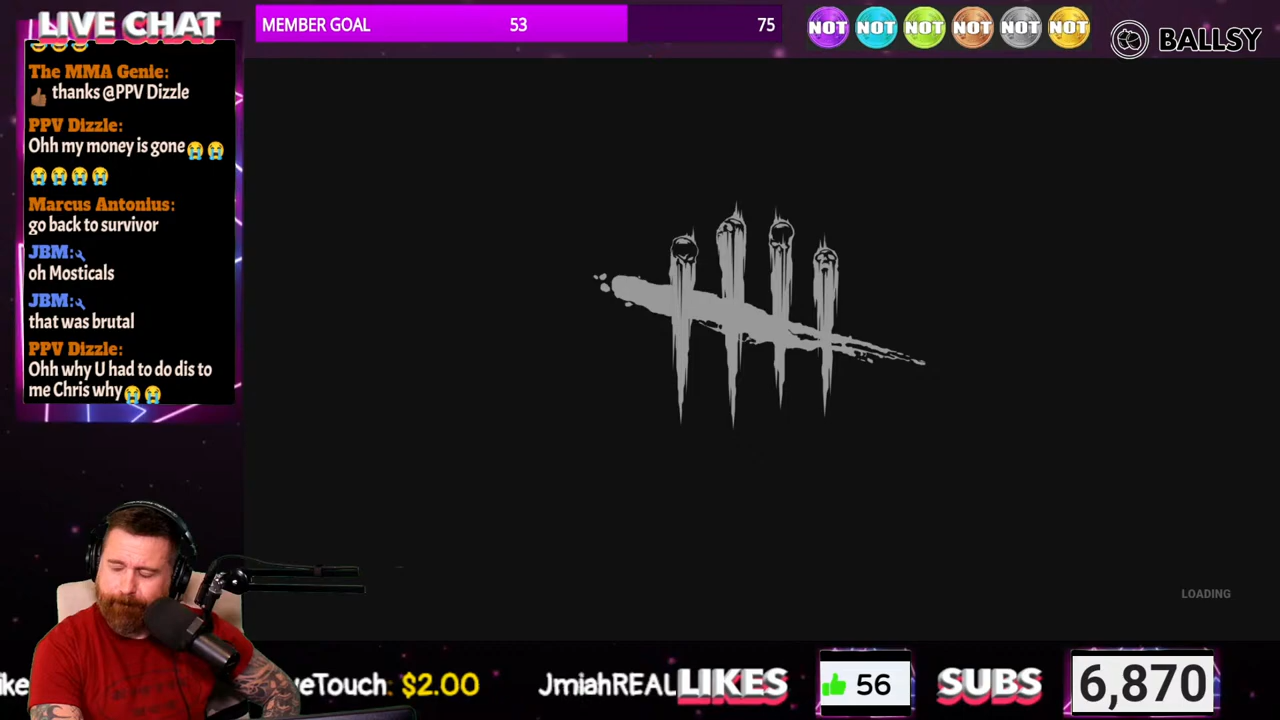 LIVE CHAT
MEMBER GOAL 53 75
NOT NOT NOT NOT NOT NOT
BALLSY
The MMA Genie:
👍🏾 thanks @PPV Dizzle
PPV Dizzle:
Ohh my money is gone😭😭
😭😭😭😭
Marcus Antonius:
go back to survivor
JBM:
oh Mosticals
JBM:
that was brutal
PPV Dizzle:
Ohh why U had to do dis to
me Chris why😭😭
LOADING
ike veTouch: $2.00 JmiahREAL LIKES 56 SUBS 6,870